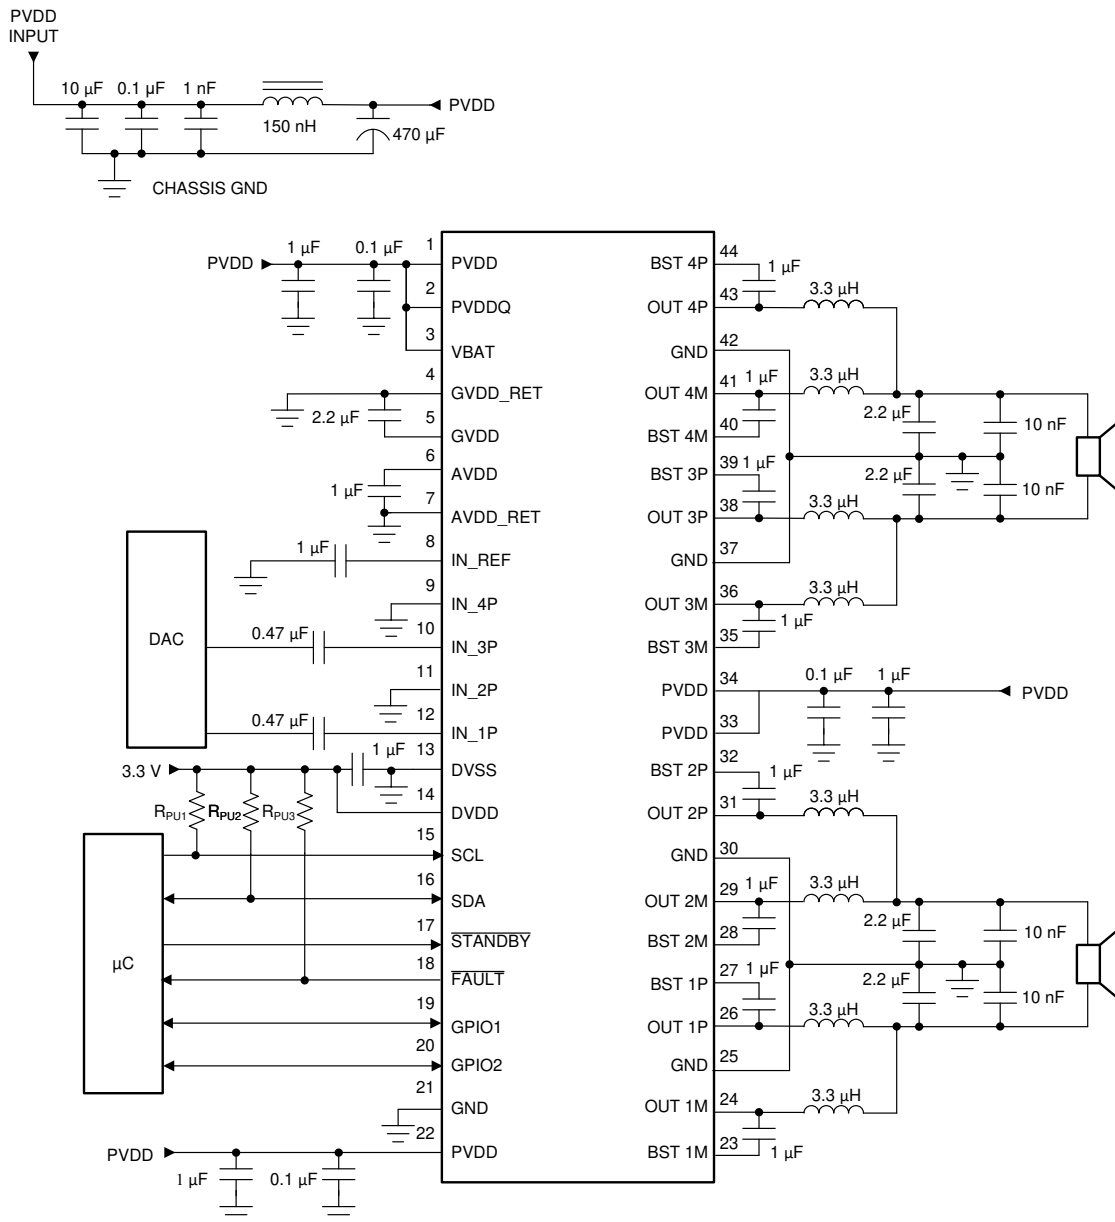 PVDD
INPUT
10 µF 0.1 µF 1 nF
PVDD
150 nH 470 µF
CHASSIS GND
PVDD 1 µF 0.1 µF
1 PVDD
2 PVDDQ
3 VBAT
4 GVDD_RET
2.2 µF
5 GVDD
6 AVDD
1 µF
7 AVDD_RET
1 µF
8 IN_REF
9 IN_4P
DAC
0.47 µF
10 IN_3P
11 IN_2P
0.47 µF
12 IN_1P
3.3 V
1 µF
13 DVSS
RPU1 RPU2 RPU3
14 DVDD
µC
15 SCL
16 SDA
17 STANDBY
18 FAULT
19 GPIO1
20 GPIO2
21 GND
PVDD
22 PVDD
1 µF 0.1 µF
BST 4P 44
1 µF
3.3 µH
OUT 4P 43
GND 42
OUT 4M 41
1 µF 3.3 µH
2.2 µF 10 nF
BST 4M 40
BST 3P 39
1 µF
2.2 µF 10 nF
OUT 3P 38
3.3 µH
GND 37
OUT 3M 36
3.3 µH
1 µF
BST 3M 35
PVDD 34
0.1 µF 1 µF
PVDD
PVDD 33
BST 2P 32
1 µF
3.3 µH
OUT 2P 31
GND 30
OUT 2M 29
1 µF 3.3 µH
2.2 µF 10 nF
BST 2M 28
BST 1P 27
1 µF
2.2 µF 10 nF
OUT 1P 26
3.3 µH
GND 25
OUT 1M 24
3.3 µH
1 µF
BST 1M 23